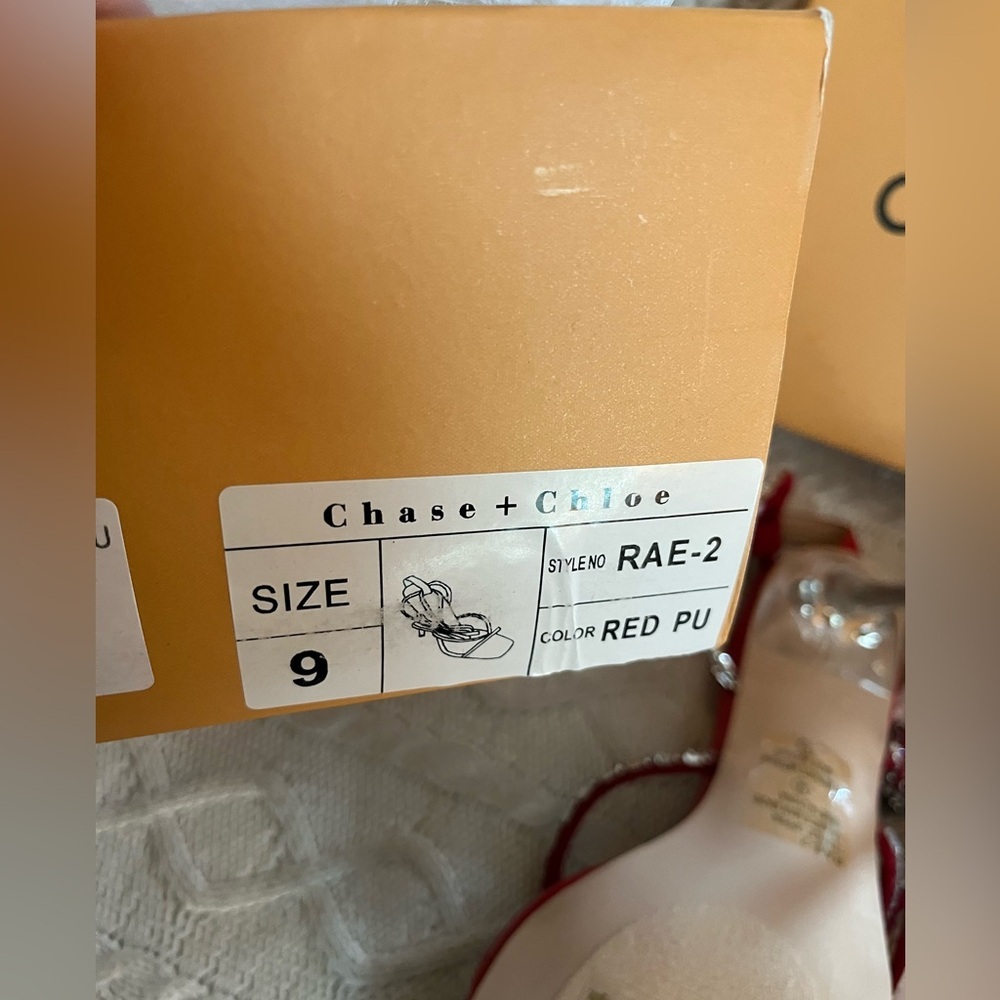 Chase + Chloe
SIZE
9
STYLE NO RAE-2
COLOR RED PU
U